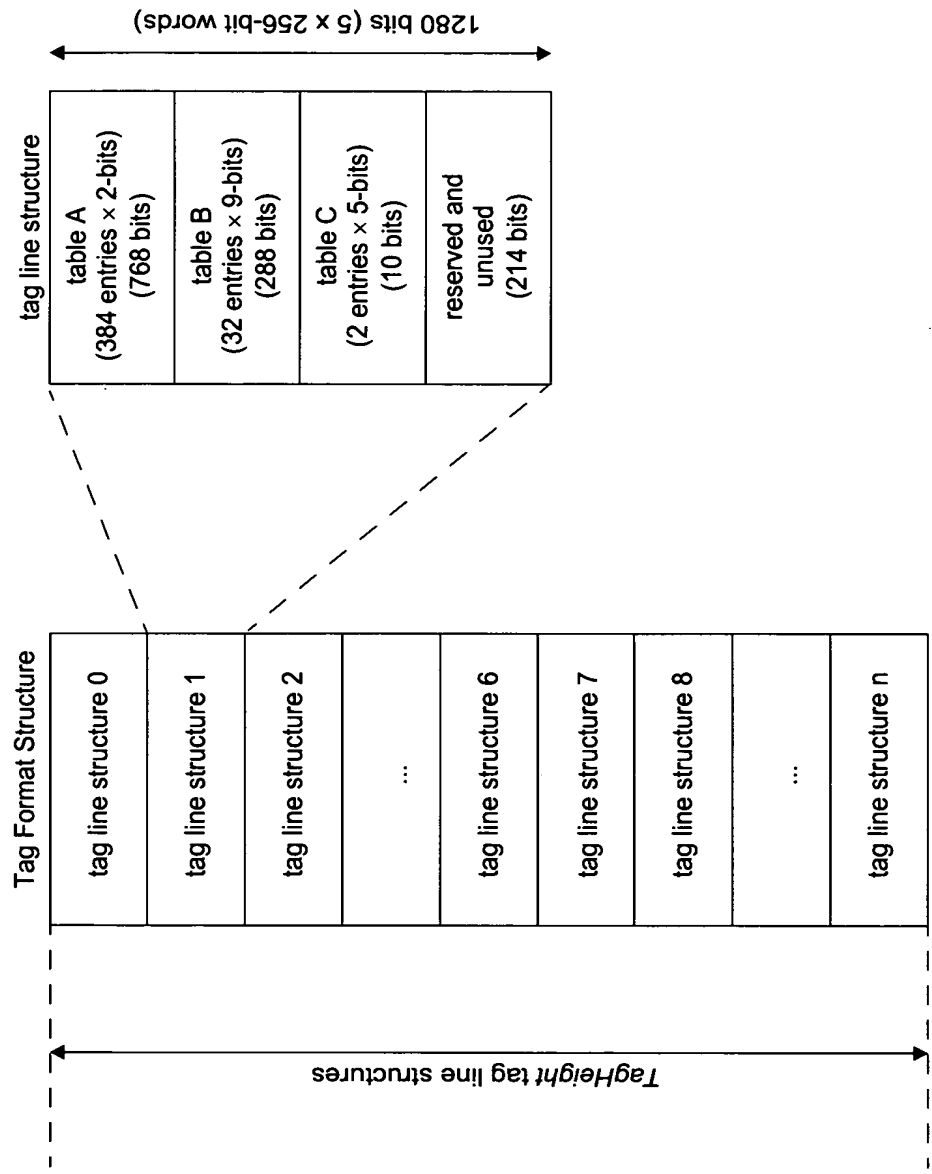 Tag Format Structure
tag line structure 0
tag line structure 1
tag line structure 2
...
tag line structure 6
tag line structure 7
tag line structure 8
...
tag line structure n
TagHeight tag line structures
tag line structure
table A
(384 entries × 2-bits)
(768 bits)
table B
(32 entries × 9-bits)
(288 bits)
table C
(2 entries × 5-bits)
(10 bits)
reserved and
unused
(214 bits)
1280 bits (5 x 256-bit words)